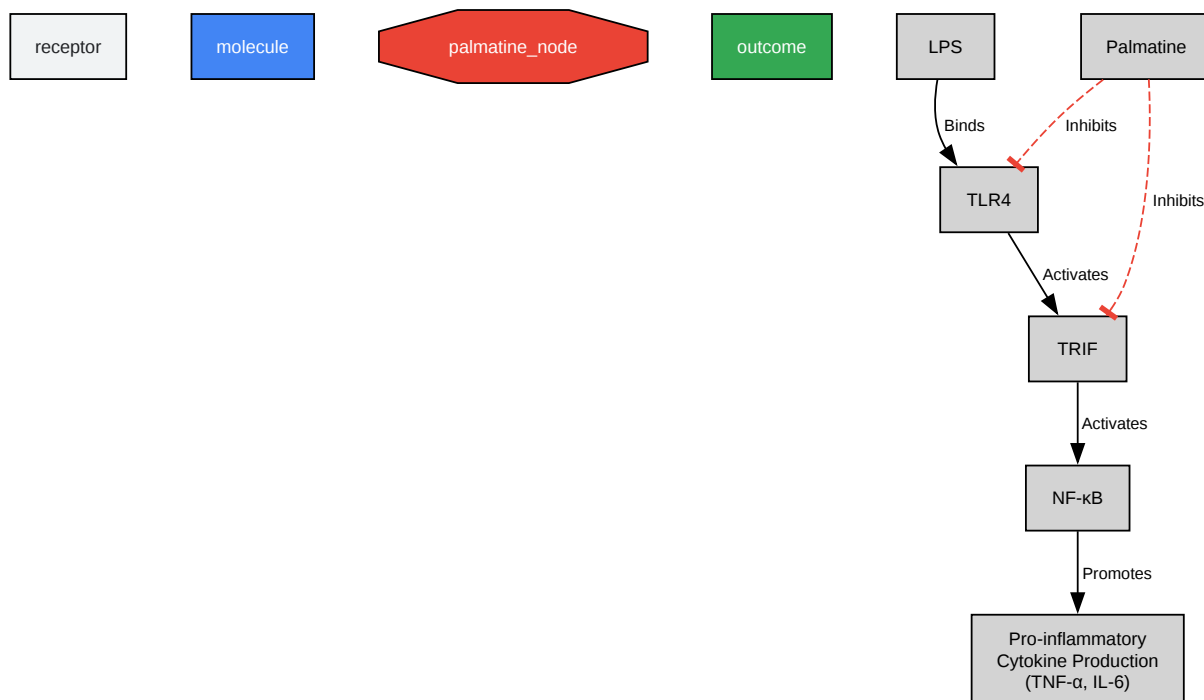 receptor
molecule
palmatine_node
outcome
LPS
Palmatine
Binds
Inhibits
TLR4
Inhibits
Activates
TRIF
Activates
NF-κB
Promotes
Pro-inflammatory
Cytokine Production
(TNF-α, IL-6)